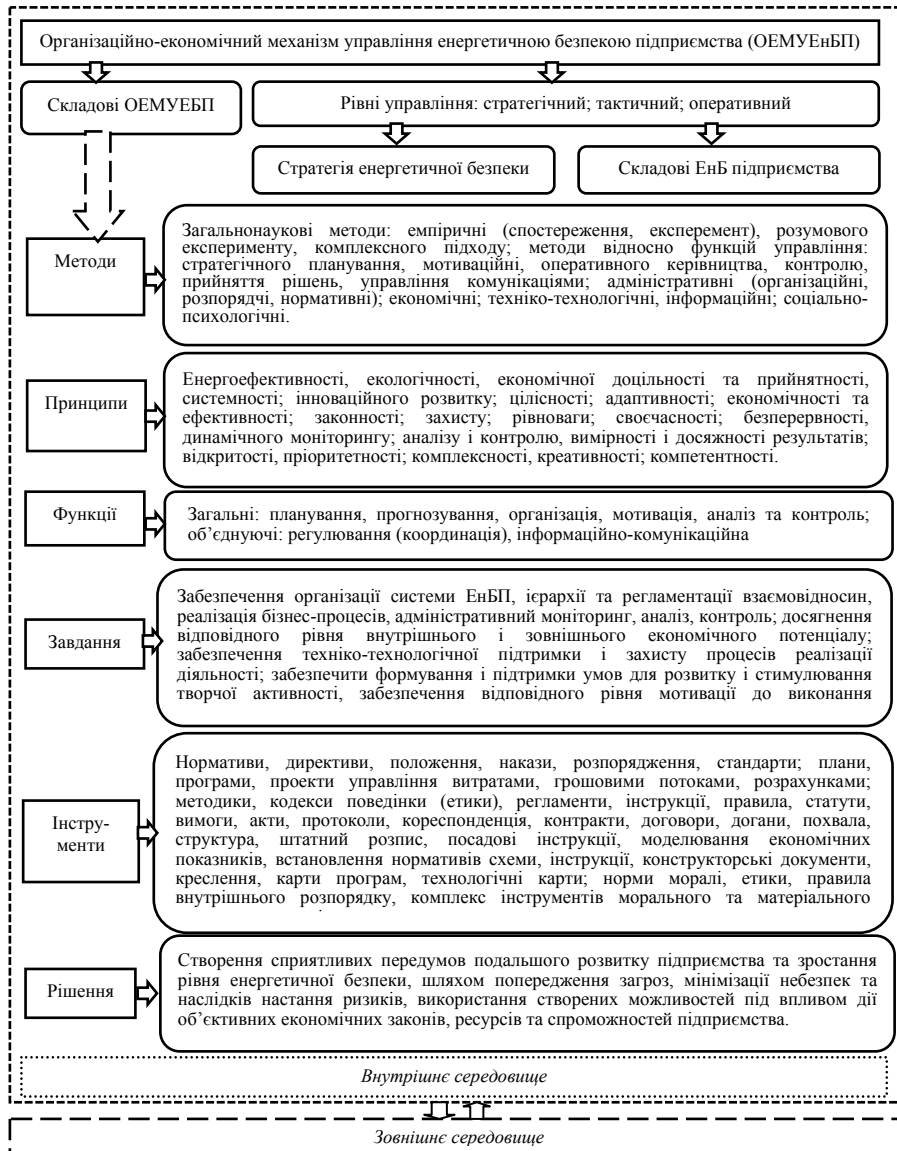 Організаційно-економічний механізм управління енергетичною безпекою підприємства (ОЕМУЕнБП)
Складові ОЕМУЕБП
Рівні управління: стратегічний; тактичний; оперативний
Стратегія енергетичної безпеки
Складові ЕнБ підприємства
Методи
Загальнонаукові методи: емпіричні (спостереження, експеремент), розумового
експерименту, комплексного підходу; методи відносно функцій управління:
стратегічного планування, мотиваційні, оперативного керівництва, контролю,
прийняття рішень, управління комунікаціями; адміністративні (організаційні,
розпорядчі, нормативні); економічні; техніко-технологічні, інформаційні; соціально-
психологічні.
Принципи
Енергоефективності, екологічності, економічної доцільності та прийнятності,
системності; інноваційного розвитку; цілісності; адаптивності; економічності та
ефективності; законності; захисту; рівноваги; своєчасності; безперервності,
динамічного моніторингу; аналізу і контролю, вимірності і досяжності результатів;
відкритості, пріоритетності; комплексності, креативності; компетентності.
Функції
Загальні: планування, прогнозування, організація, мотивація, аналіз та контроль;
об’єднуючі: регулювання (координація), інформаційно-комунікаційна
Завдання
Забезпечення організації системи ЕнБП, ієрархії та регламентації взаємовідносин,
реалізація бізнес-процесів, адміністративний моніторинг, аналіз, контроль; досягнен
відповідного рівня внутрішнього і зовнішнього економічного потенціалу;
забезпечення техніко-технологічної підтримки і захисту процесів реалізації
діяльності; забезпечити формування і підтримки умов для розвитку і стимулювання
творчої активності, забезпечення відповідного рівня мотивації до виконання
Інстру-
менти
Нормативи, директиви, положення, накази, розпорядження, стандарти; плани,
програми, проекти управління витратами, грошовими потоками, розрахунками;
методики, кодекси поведінки (етики), регламенти, інструкції, правила, статути,
вимоги, акти, протоколи, кореспонденція, контракти, договори, догани, похвала,
структура, штатний розпис, посадові інструкції, моделювання економічних
показників, встановлення нормативів схеми, інструкції, конструкторські документи,
креслення, карти програм, технологічні карти; норми моралі, етики, правила
внутрішнього розпорядку, комплекс інструментів морального та матеріального
Рішення
Створення сприятливих передумов подальшого розвитку підприємства та зростання
рівня енергетичної безпеки, шляхом попередження загроз, мінімізації небезпек та
наслідків настання ризиків, використання створених можливостей під впливом дії
об’єктивних економічних законів, ресурсів та спроможностей підприємства.
Внутрішнє середовище
Зовнішнє середовище